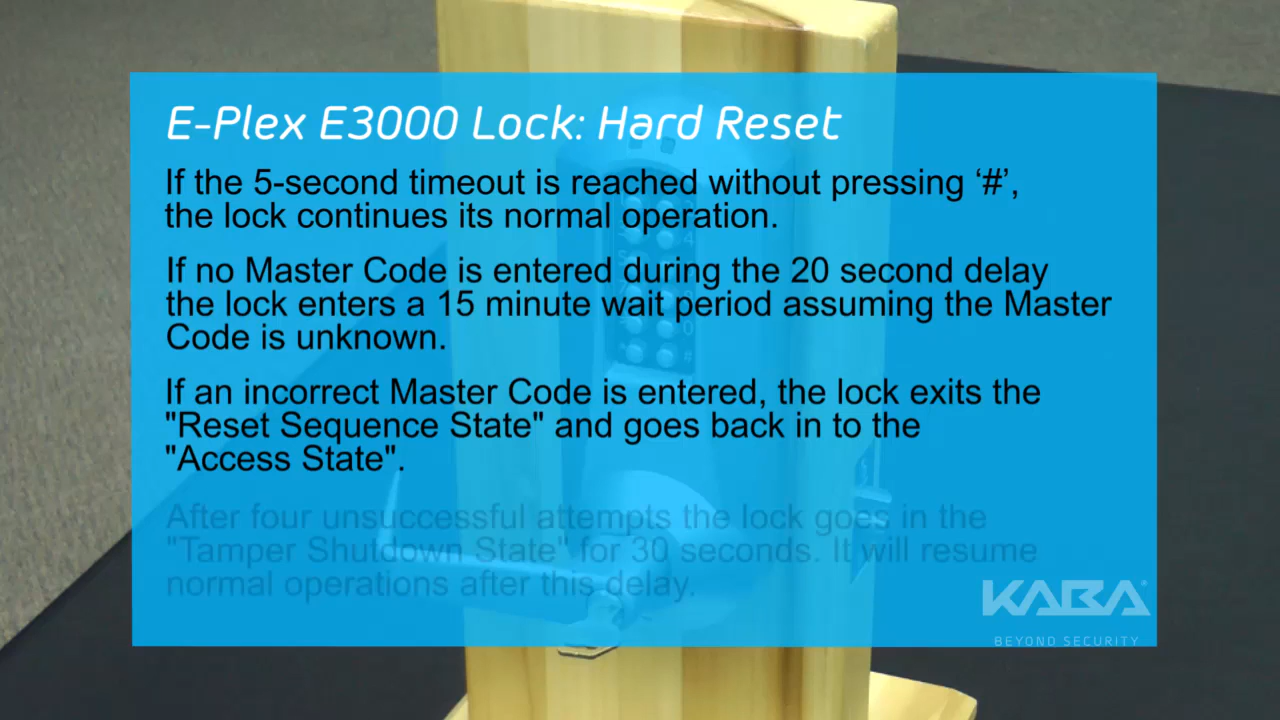 E-Plex E3000 Lock: Hard Reset
If the 5-second timeout is reached without pressing ‘#’,
the lock continues its normal operation.
If no Master Code is entered during the 20 second delay
the lock enters a 15 minute wait period assuming the Master
Code is unknown.
If an incorrect Master Code is entered, the lock exits the
"Reset Sequence State" and goes back in to the
"Access State".
After four unsuccessful attempts the lock goes in the
"Tamper Shutdown State" for 30 seconds. It will resume
normal operations after this delay.
KABA®
BEYOND SECURITY